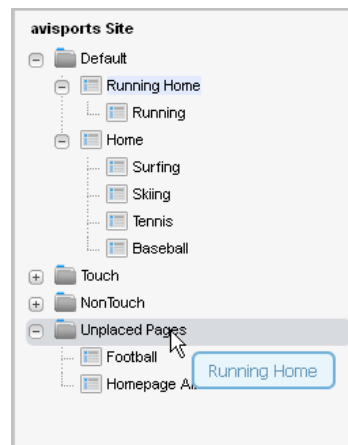 avisports Site
Default
Running Home
Running
Home
Surfing
Skiing
Tennis
Baseball
Touch
NonTouch
Unplaced Pages
Football
Homepage A
Running Home